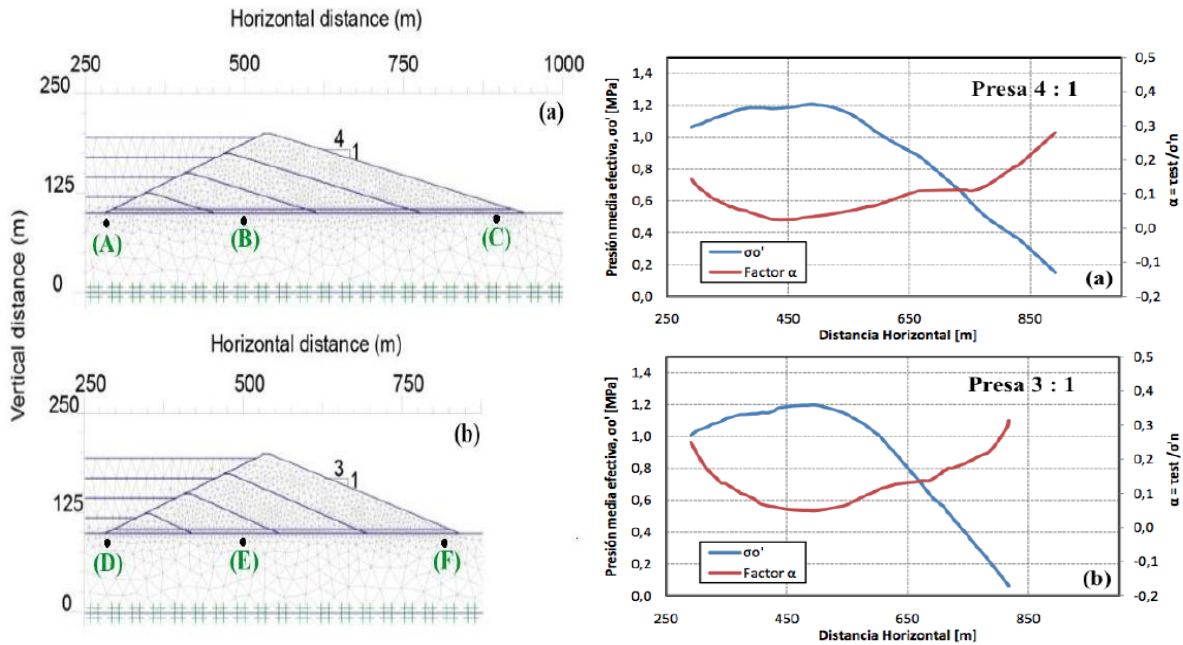 Horizontal distance (m)
250 500 750 1000
250
125
0
(a)
4
1
(A)
(B)
(C)
Vertical distance (m)
Horizontal distance (m)
250 500 750
250
125
0
(b)
3
1
(D)
(E)
(F)
Presa 4 : 1
Presión media efectiva, σo' [MPa]
1,4
1,2
1,0
0,8
0,6
0,4
0,2
0,0
0,5
0,4
0,3
0,2
0,1
0,0
-0,1
-0,2
α = τest /σ'n
σo'
Factor α
(a)
250 450 650 850
Distancia Horizontal [m]
Presa 3 : 1
Presión media efectiva, σo' [MPa]
1,4
1,2
1,0
0,8
0,6
0,4
0,2
0,0
0,5
0,4
0,3
0,2
0,1
0,0
-0,1
-0,2
α = τest /σ'n
σo'
Factor α
(b)
250 450 650 850
Distancia Horizontal [m]